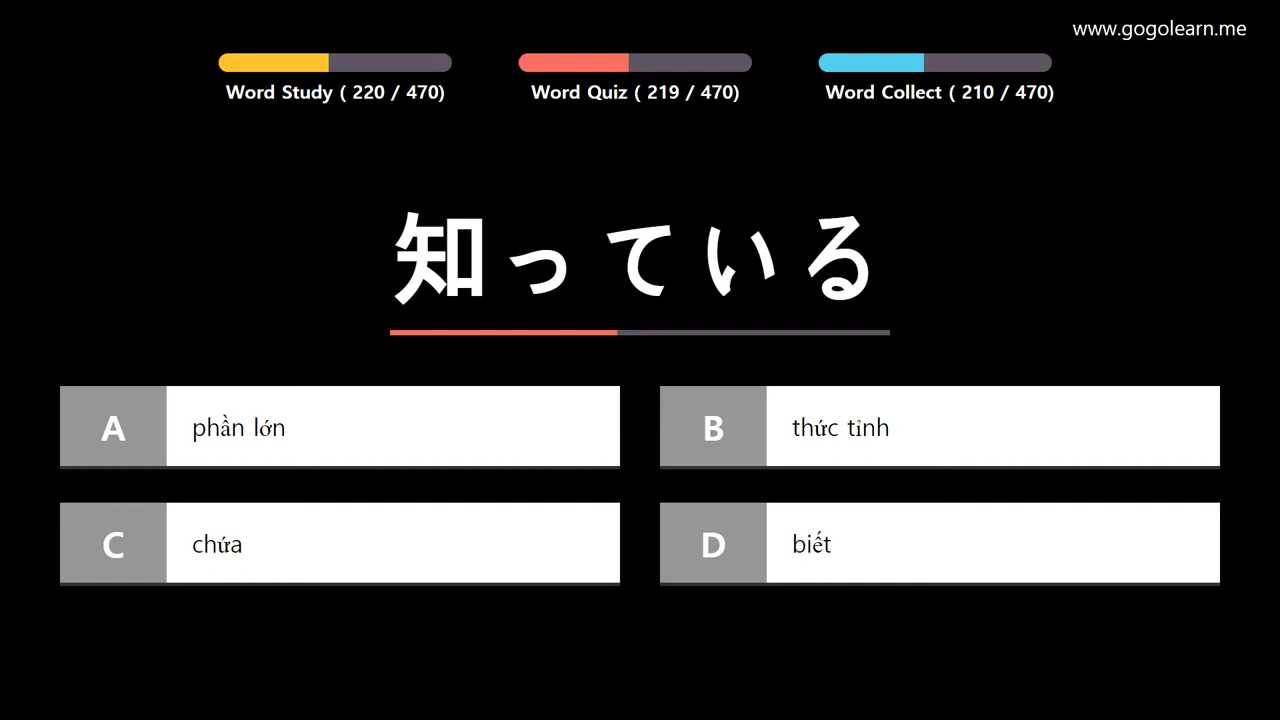 www.gogolearn.me
Word Study ( 220 / 470)
Word Quiz ( 219 / 470)
Word Collect ( 210 / 470)
知っている
A
phần lớn
B
thức tỉnh
C
chứa
D
biết